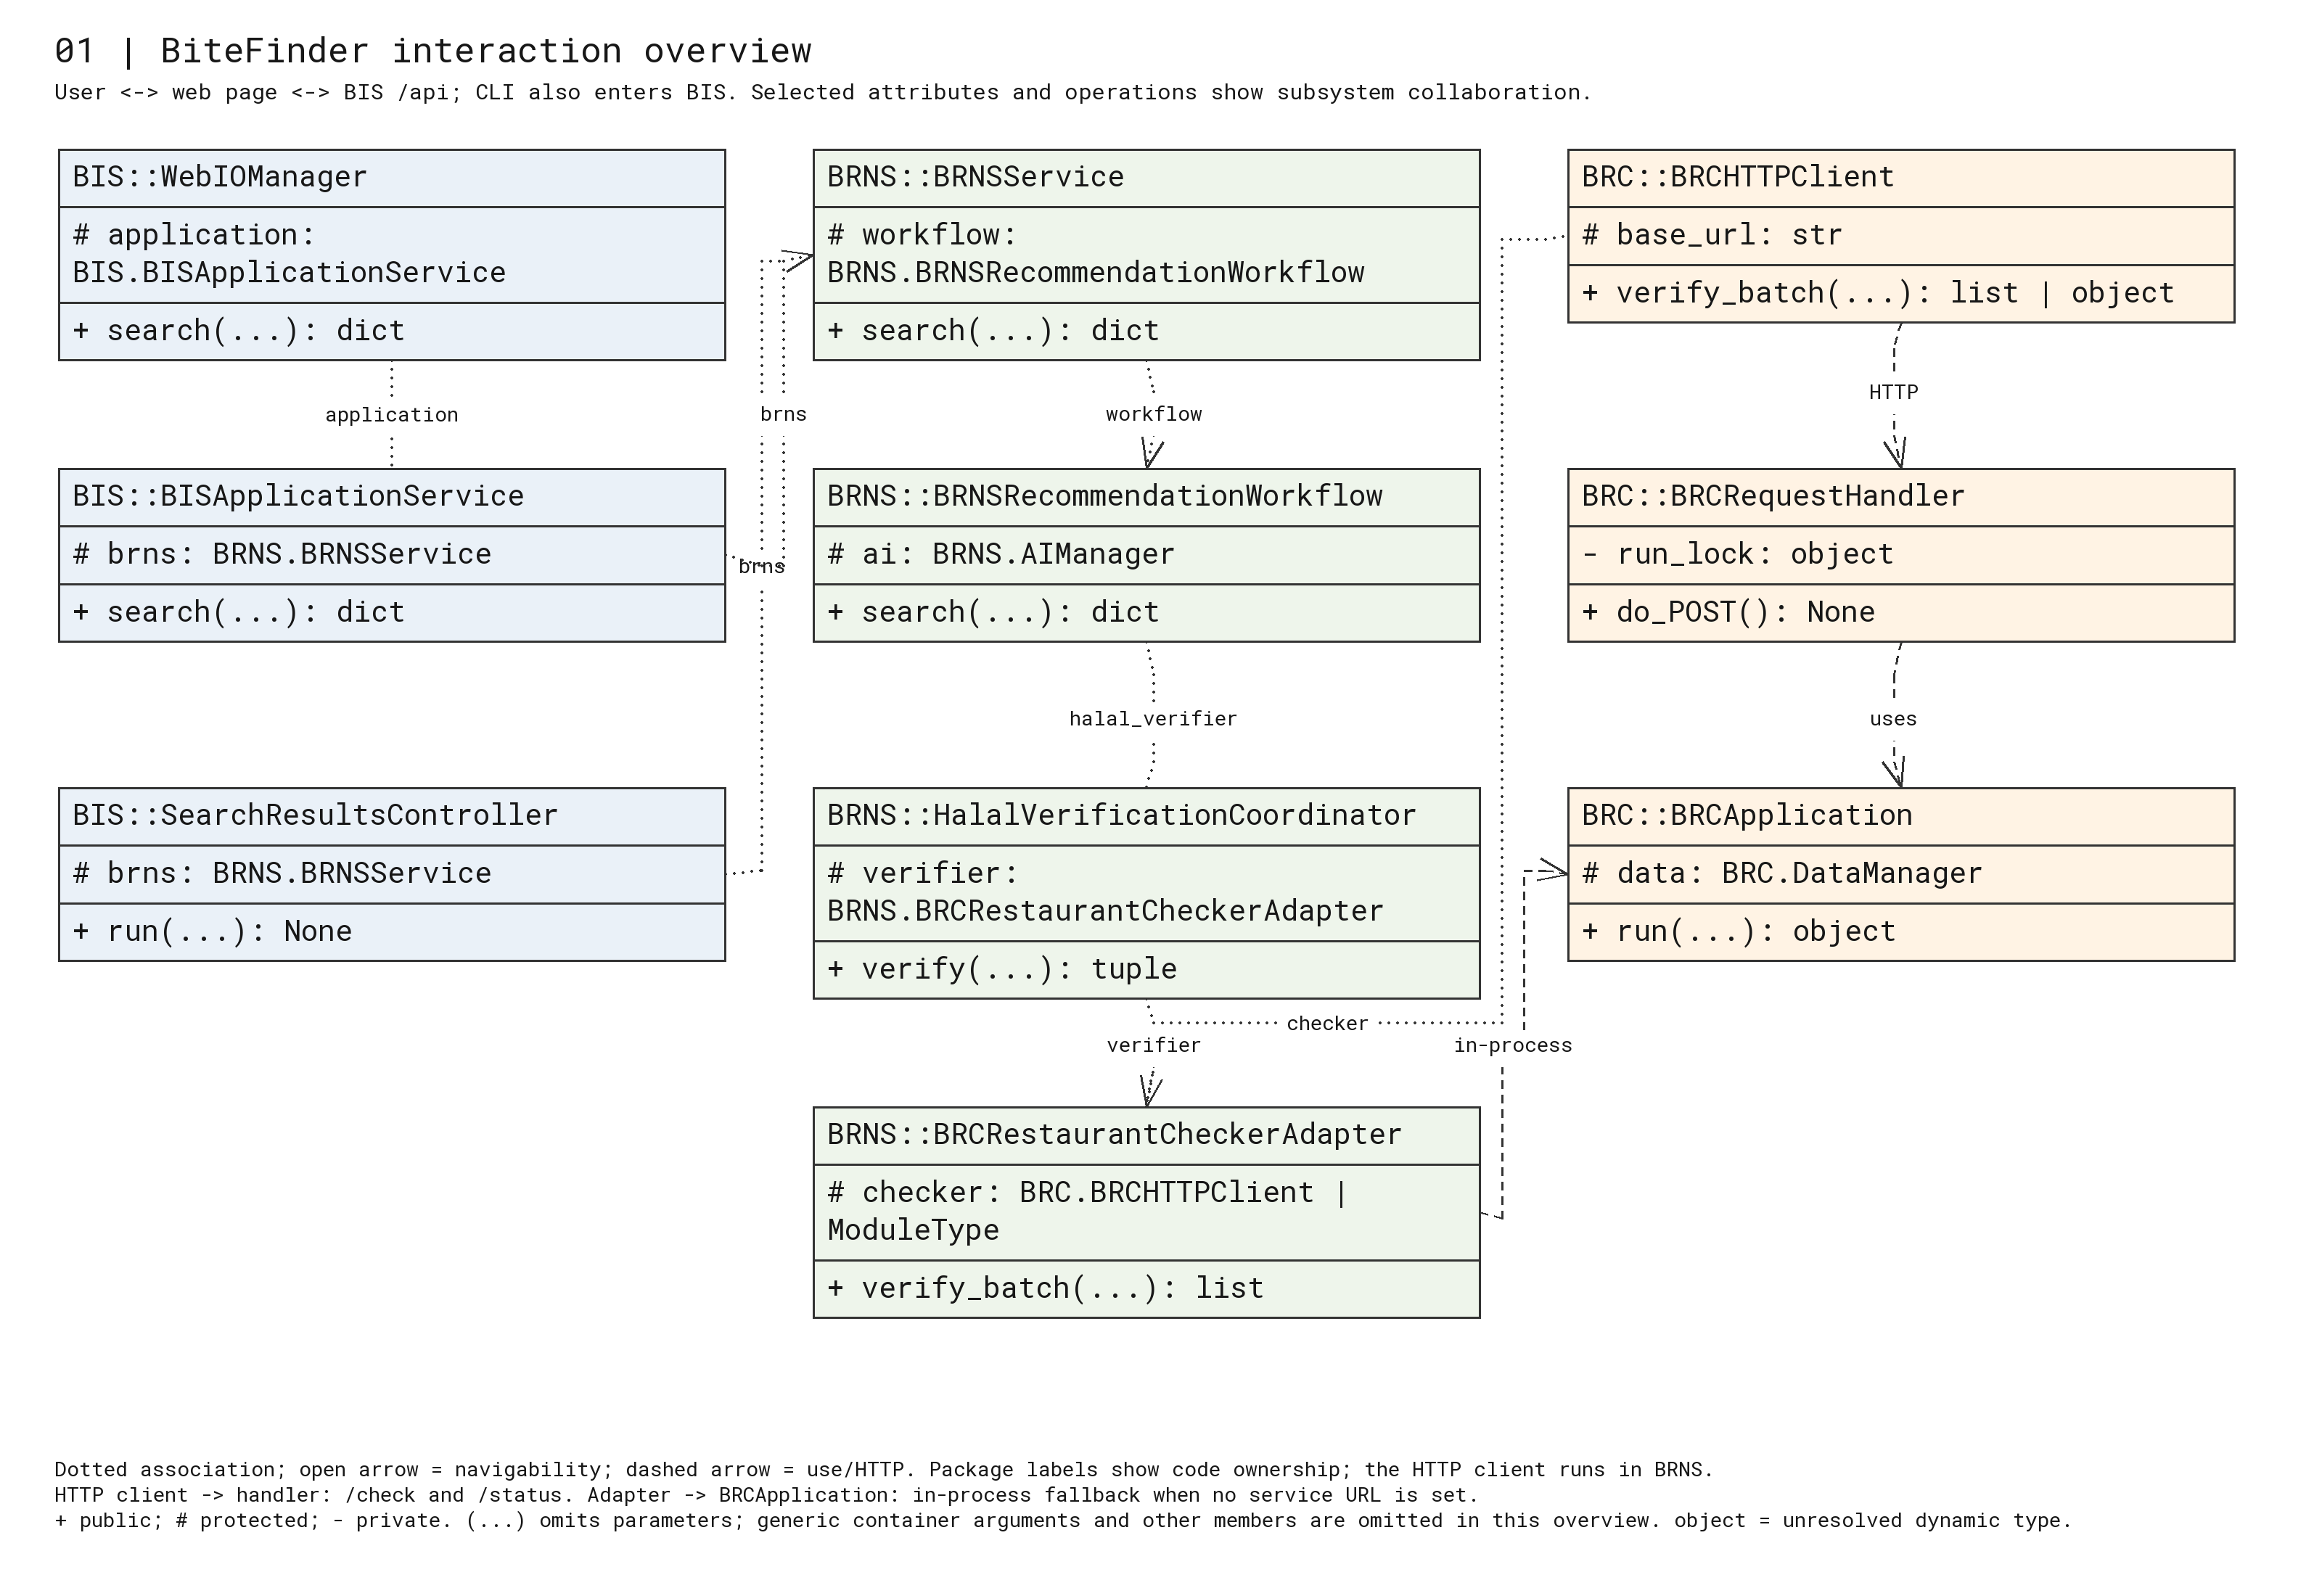 01 | BiteFinder interaction overview
User <-> web page <-> BIS /api; CLI also enters BIS. Selected attributes and operations show subsystem collaboration.
BIS::WebIOManager
# application:
BIS.BISApplicationService
+ search(...): dict
application
BIS::BISApplicationService
# brns: BRNS.BRNSService
+ search(...): dict
BIS::SearchResultsController
# brns: BRNS.BRNSService
+ run(...): None
brns
brns
BRNS::BRNSService
# workflow:
BRNS.BRNSRecommendationWorkflow
+ search(...): dict
workflow
BRNS::BRNSRecommendationWorkflow
# ai: BRNS.AIManager
+ search(...): dict
halal_verifier
BRNS::HalalVerificationCoordinator
# verifier:
BRNS.BRCRestaurantCheckerAdapter
+ verify(...): tuple
checker
verifier
in-process
BRNS::BRCRestaurantCheckerAdapter
# checker: BRC.BRCHTTPClient |
ModuleType
+ verify_batch(...): list
BRC::BRCHTTPClient
# base_url: str
+ verify_batch(...): list | object
HTTP
BRC::BRCRequestHandler
- run_lock: object
+ do_POST(): None
uses
BRC::BRCApplication
# data: BRC.DataManager
+ run(...): object
Dotted association; open arrow = navigability; dashed arrow = use/HTTP. Package labels show code ownership; the HTTP client runs in BRNS.
HTTP client -> handler: /check and /status. Adapter -> BRCApplication: in-process fallback when no service URL is set.
+ public; # protected; - private. (...) omits parameters; generic container arguments and other members are omitted in this overview. object = unresolved dynamic type.